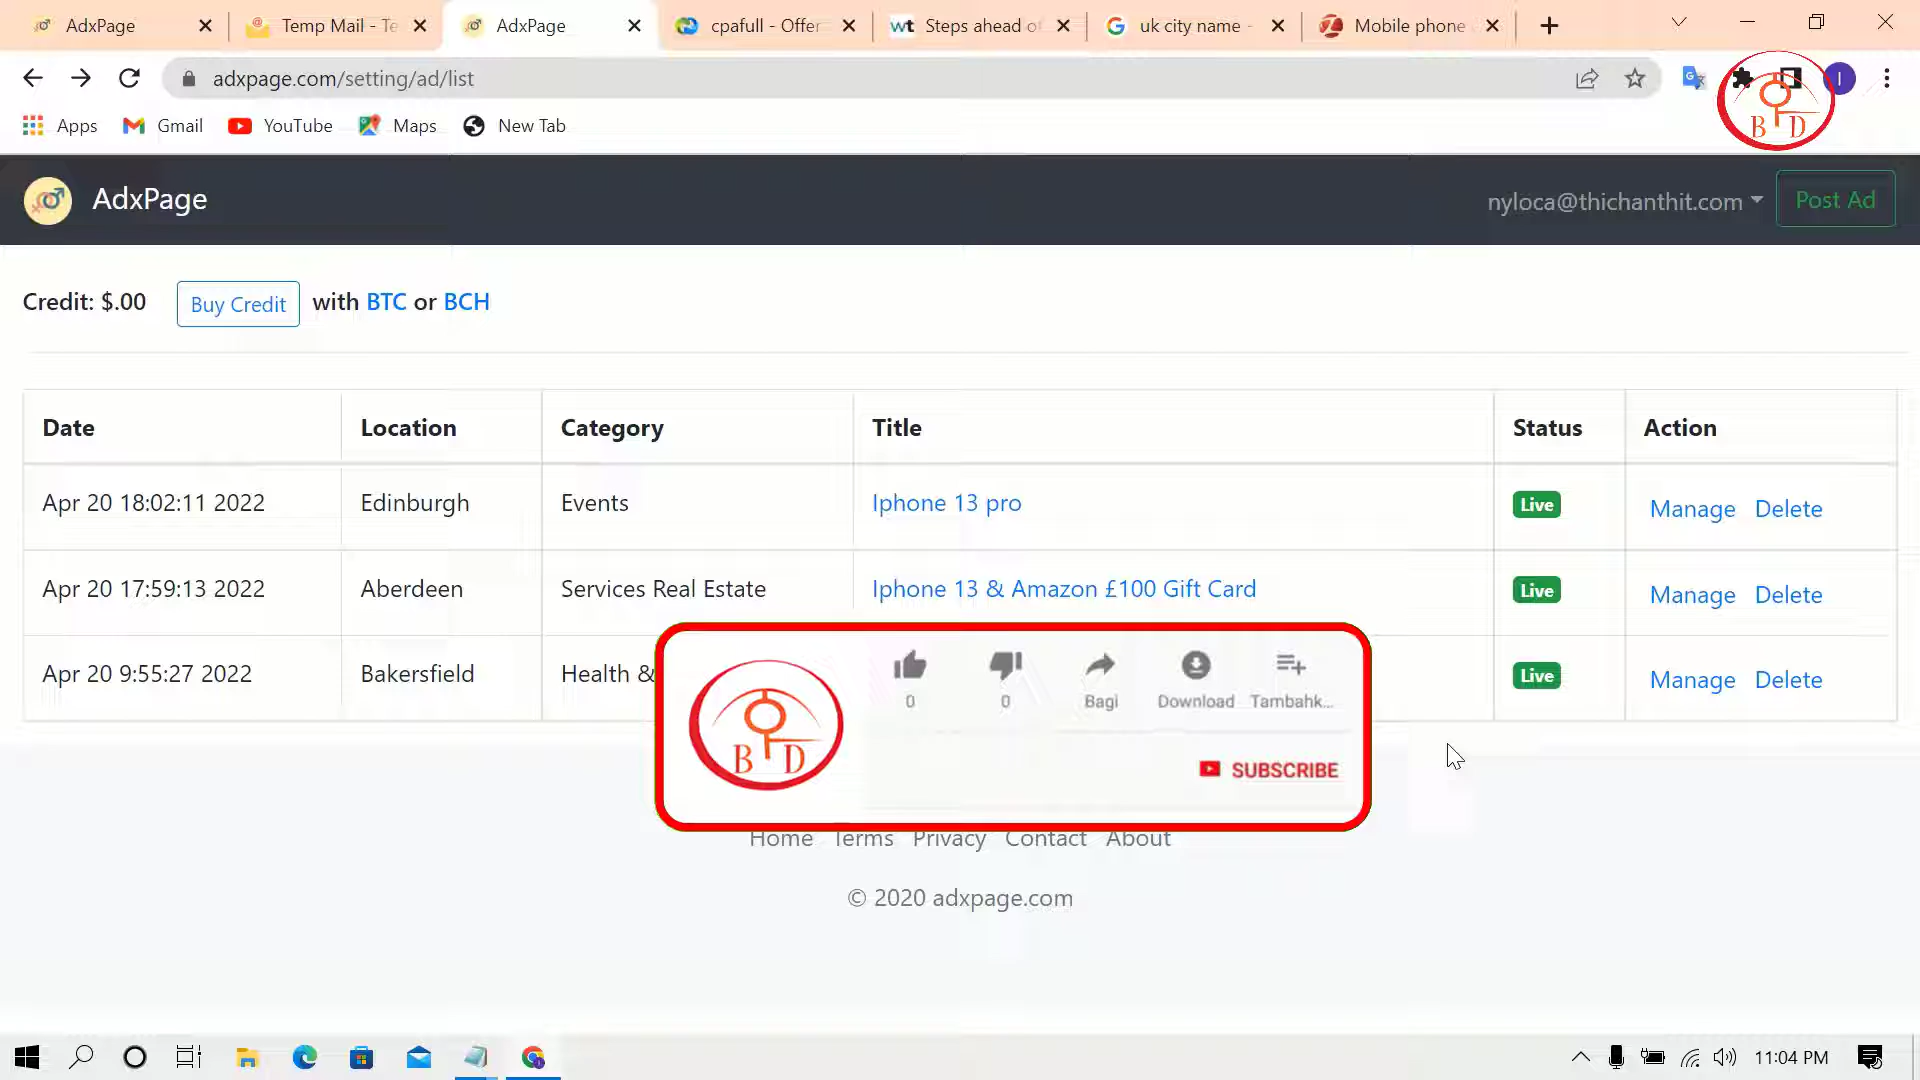 AdxPage
Temp Mail - Te
AdxPage
cpafull - Offer
wt Steps ahead of
uk city name -
Mobile phone
adxpage.com/setting/ad/list
I
Apps
Gmail
YouTube
Maps
New Tab
B D
AdxPage
nyloca@thichanthit.com
Post Ad
Credit: $.00
Buy Credit
with BTC or BCH
Date Location Category Title Status Action
Apr 20 18:02:11 2022 Edinburgh Events Iphone 13 pro Live Manage Delete
Apr 20 17:59:13 2022 Aberdeen Services Real Estate Iphone 13 & Amazon £100 Gift Card Live Manage Delete
Apr 20 9:55:27 2022 Bakersfield Health & Live Manage Delete
0 0 Bagi Download Tambahk...
B D
SUBSCRIBE
Home Terms Privacy Contact About
© 2020 adxpage.com
11:04 PM